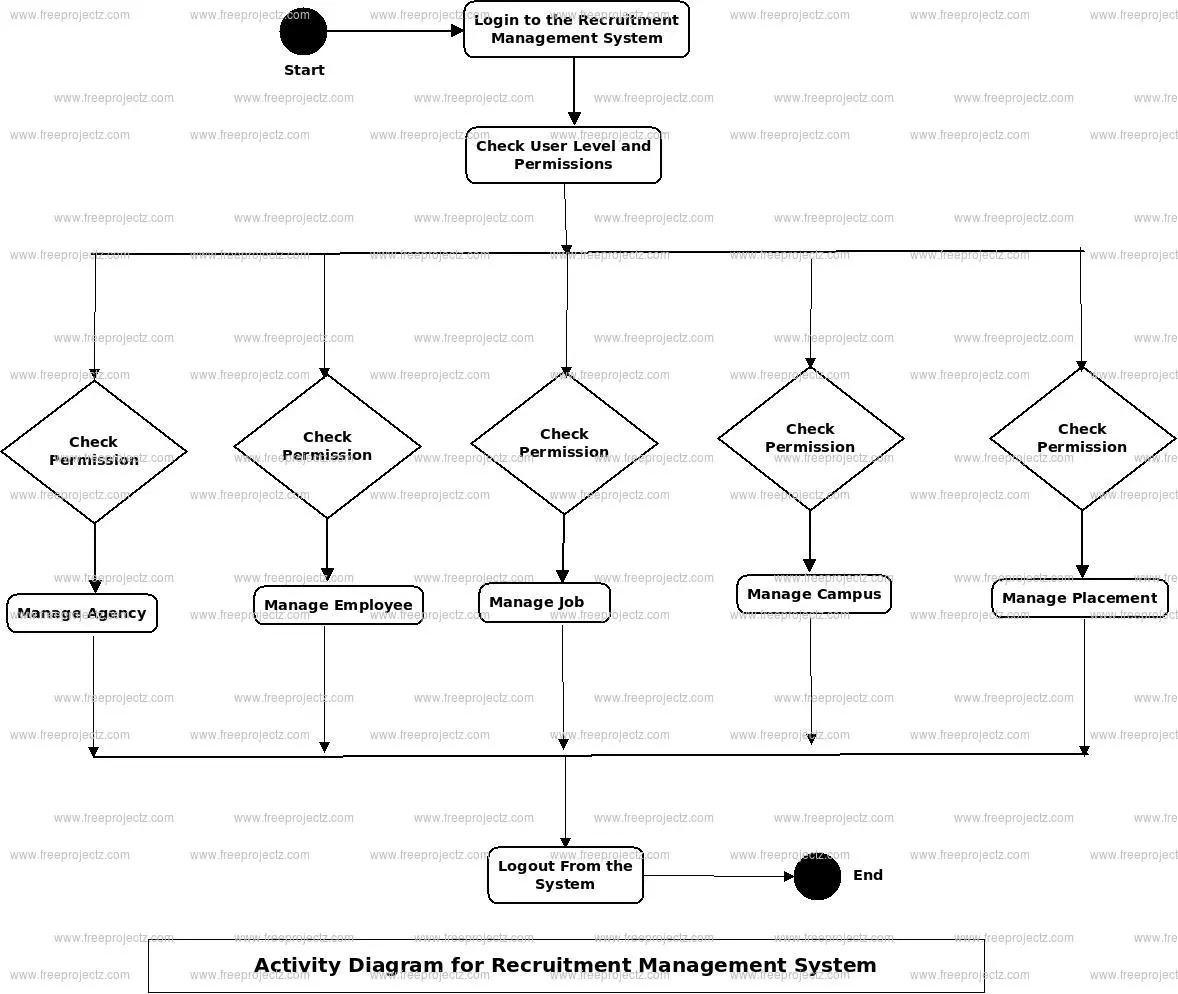 Login to the Recruitment
Management System
Start
Check User Level and
Permissions
Check
Permission
Check
Permission
Check
Permission
Check
Permission
Check
Permission
Manage Agency
Manage Employee
Manage Job
Manage Campus
Manage Placement
Logout From the
System
End
Activity Diagram for Recruitment Management System
www.freeprojectz.com